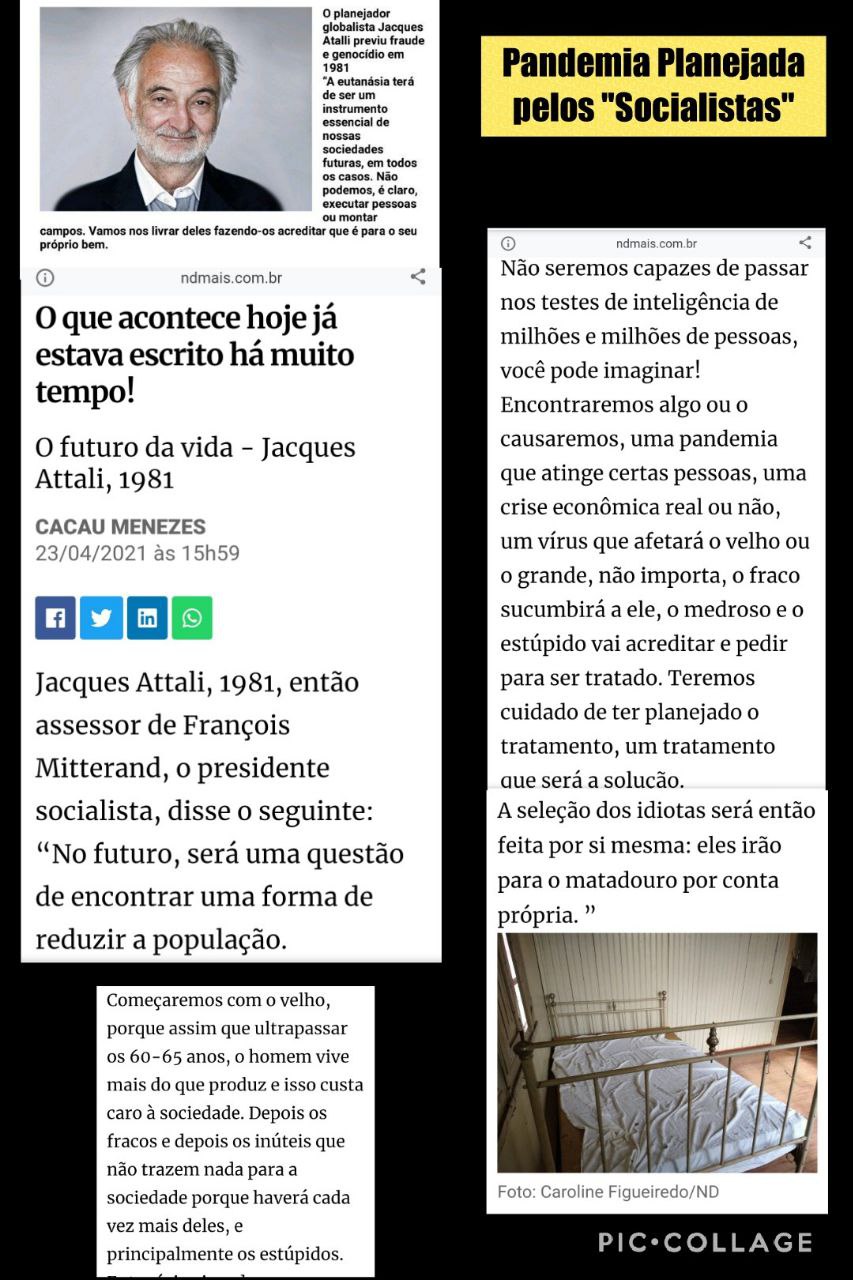 O planejador
globalista Jacques
Atalli previu fraude
e genocídio em
1981
“A eutanásia terá
de ser um
instrumento
essencial de
nossas
sociedades
futuras, em todos
os casos. Não
podemos, é claro,
executar pessoas
ou montar
campos. Vamos nos livrar deles fazendo-os acreditar que é para o seu
próprio bem.
ndmais.com.br
O que acontece hoje já
estava escrito há muito
tempo!
O futuro da vida - Jacques
Attali, 1981
CACAU MENEZES
23/04/2021 às 15h59
Jacques Attali, 1981, então
assessor de François
Mitterand, o presidente
socialista, disse o seguinte:
“No futuro, será uma questão
de encontrar uma forma de
reduzir a população.
Começaremos com o velho,
porque assim que ultrapassar
os 60-65 anos, o homem vive
mais do que produz e isso custa
caro à sociedade. Depois os
fracos e depois os inúteis que
não trazem nada para a
sociedade porque haverá cada
vez mais deles, e
principalmente os estúpidos.
Pandemia Planejada
pelos "Socialistas"
ndmais.com.br
Não seremos capazes de passar
nos testes de inteligência de
milhões e milhões de pessoas,
você pode imaginar!
Encontraremos algo ou o
causaremos, uma pandemia
que atinge certas pessoas, uma
crise econômica real ou não,
um vírus que afetará o velho ou
o grande, não importa, o fraco
sucumbirá a ele, o medroso e o
estúpido vai acreditar e pedir
para ser tratado. Teremos
cuidado de ter planejado o
tratamento, um tratamento
que será a solução.
A seleção dos idiotas será então
feita por si mesma: eles irão
para o matadouro por conta
própria. ”
Foto: Caroline Figueiredo/ND
PIC•COLLAGE